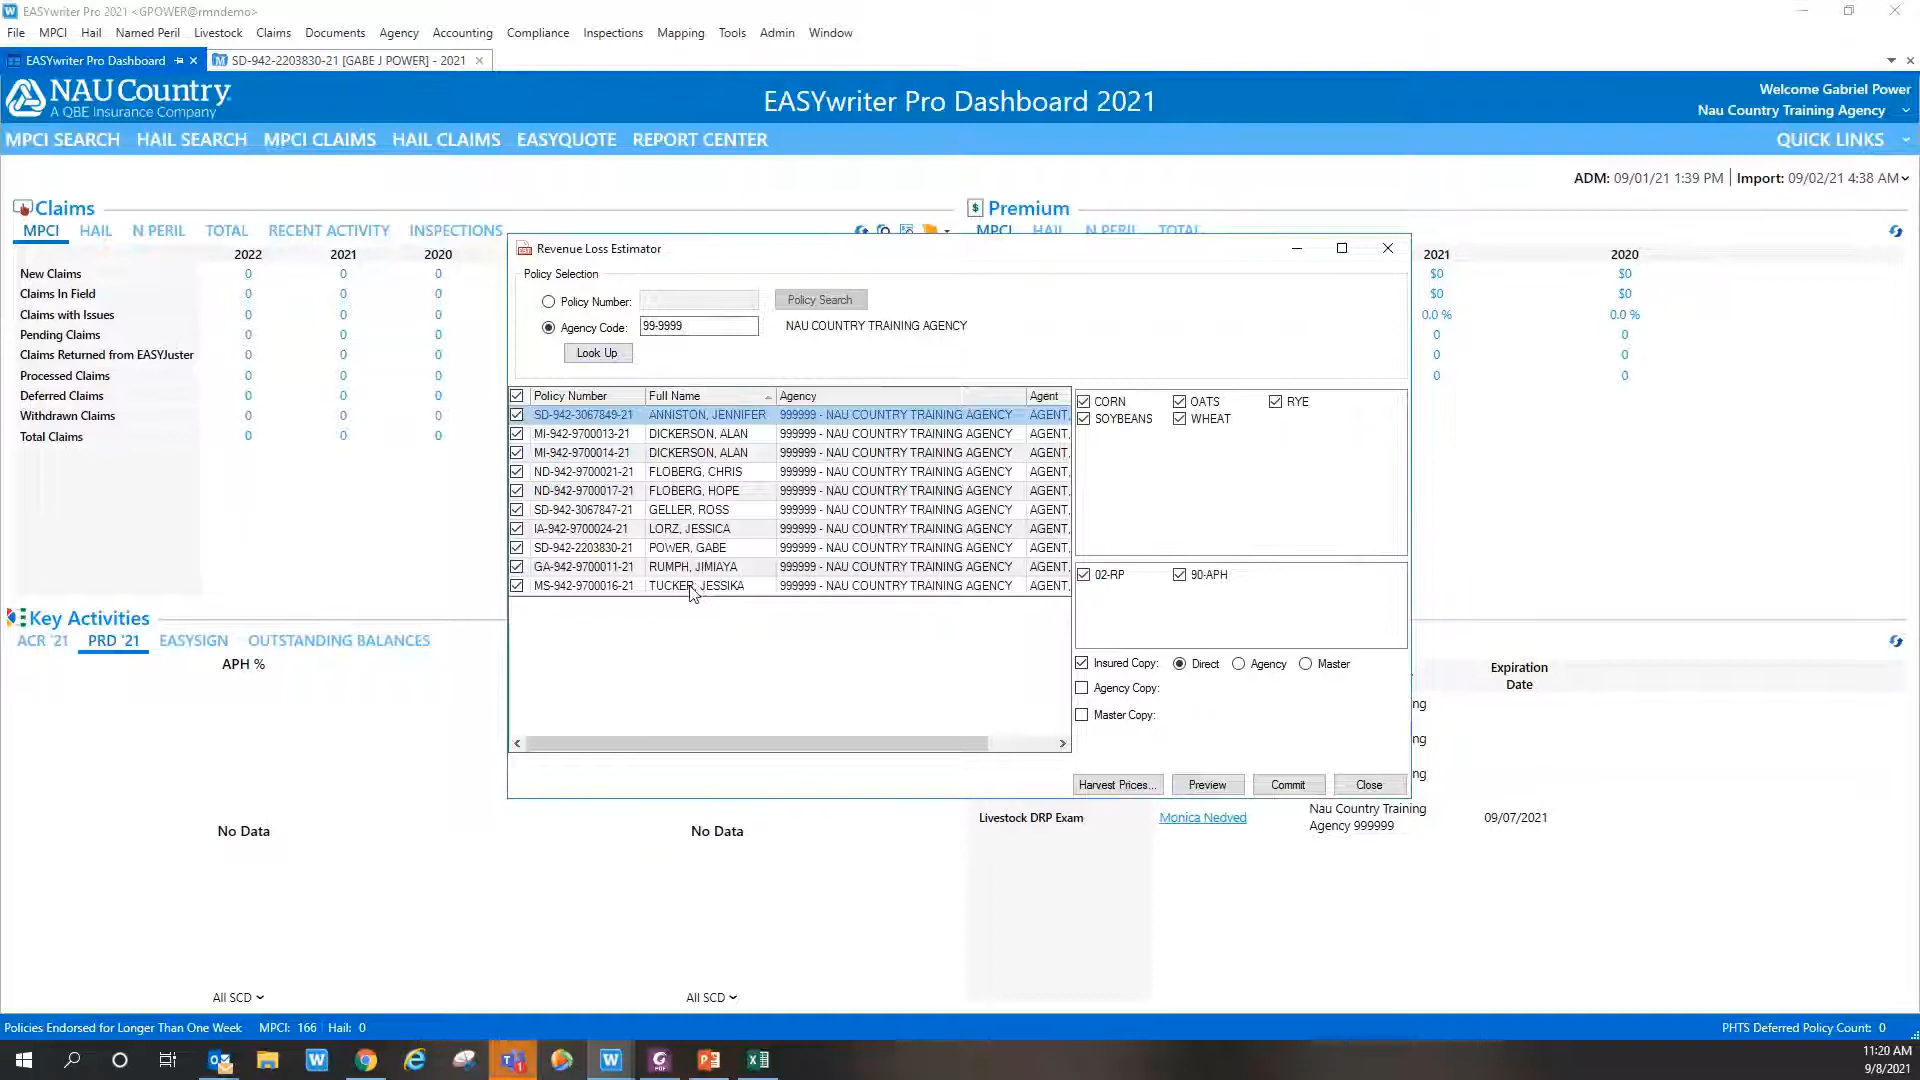 EASYwriter Pro 2021 <GPOWER@rmndemo>
File MPCI Hail Named Peril Livestock Claims Documents Agency Accounting Compliance Inspections Mapping Tools Admin Window
EASYwriter Pro Dashboard SD-942-2203830-21 [GABE J POWER] - 2021
NAU Country
A QBE Insurance Company
EASYwriter Pro Dashboard 2021
Welcome Gabriel Power
Nau Country Training Agency
MPCI SEARCH HAIL SEARCH MPCI CLAIMS HAIL CLAIMS EASYQUOTE REPORT CENTER QUICK LINKS
ADM: 09/01/21 1:39 PM | Import: 09/02/21 4:38 AM
Claims
MPCI HAIL N PERIL TOTAL RECENT ACTIVITY INSPECTIONS
2022 2021 2020
New Claims 0 0 0
Claims In Field 0 0 0
Claims with Issues 0 0 0
Pending Claims 0 0 0
Claims Returned from EASYJuster 0 0 0
Processed Claims 0 0 0
Deferred Claims 0 0 0
Withdrawn Claims 0 0 0
Total Claims 0 0 0
Premium
MPCI HAIL N PERIL TOTAL
2021 2020
$0 $0
$0 $0
0.0 % 0.0 %
0 0
0 0
0 0
Revenue Loss Estimator
Policy Selection
Policy Number: Policy Search
Agency Code: 99-9999 NAU COUNTRY TRAINING AGENCY
Look Up
Policy Number Full Name Agency Agent
SD-942-3067849-21 ANNISTON, JENNIFER 999999 - NAU COUNTRY TRAINING AGENCY AGENT,
MI-942-9700013-21 DICKERSON, ALAN 999999 - NAU COUNTRY TRAINING AGENCY AGENT,
MI-942-9700014-21 DICKERSON, ALAN 999999 - NAU COUNTRY TRAINING AGENCY AGENT,
ND-942-9700021-21 FLOBERG, CHRIS 999999 - NAU COUNTRY TRAINING AGENCY AGENT,
ND-942-9700017-21 FLOBERG, HOPE 999999 - NAU COUNTRY TRAINING AGENCY AGENT,
SD-942-3067847-21 GELLER, ROSS 999999 - NAU COUNTRY TRAINING AGENCY AGENT,
IA-942-9700024-21 LORZ, JESSICA 999999 - NAU COUNTRY TRAINING AGENCY AGENT,
SD-942-2203830-21 POWER, GABE 999999 - NAU COUNTRY TRAINING AGENCY AGENT,
GA-942-9700011-21 RUMPH, JIMIAYA 999999 - NAU COUNTRY TRAINING AGENCY AGENT,
MS-942-9700016-21 TUCKER, JESSIKA 999999 - NAU COUNTRY TRAINING AGENCY AGENT,
CORN OATS RYE
SOYBEANS WHEAT
02-RP 90-APH
Insured Copy: Direct Agency Master
Agency Copy:
Master Copy:
Harvest Prices... Preview Commit Close
Key Activities
ACR '21 PRD '21 EASYSIGN OUTSTANDING BALANCES
APH %
No Data No Data
All SCD All SCD
Expiration
Date
ng
ng
ng
Livestock DRP Exam Monica Nedved Nau Country Training
Agency 999999 09/07/2021
Policies Endorsed for Longer Than One Week MPCI: 166 Hail: 0 PHTS Deferred Policy Count: 0
11:20 AM
9/8/2021